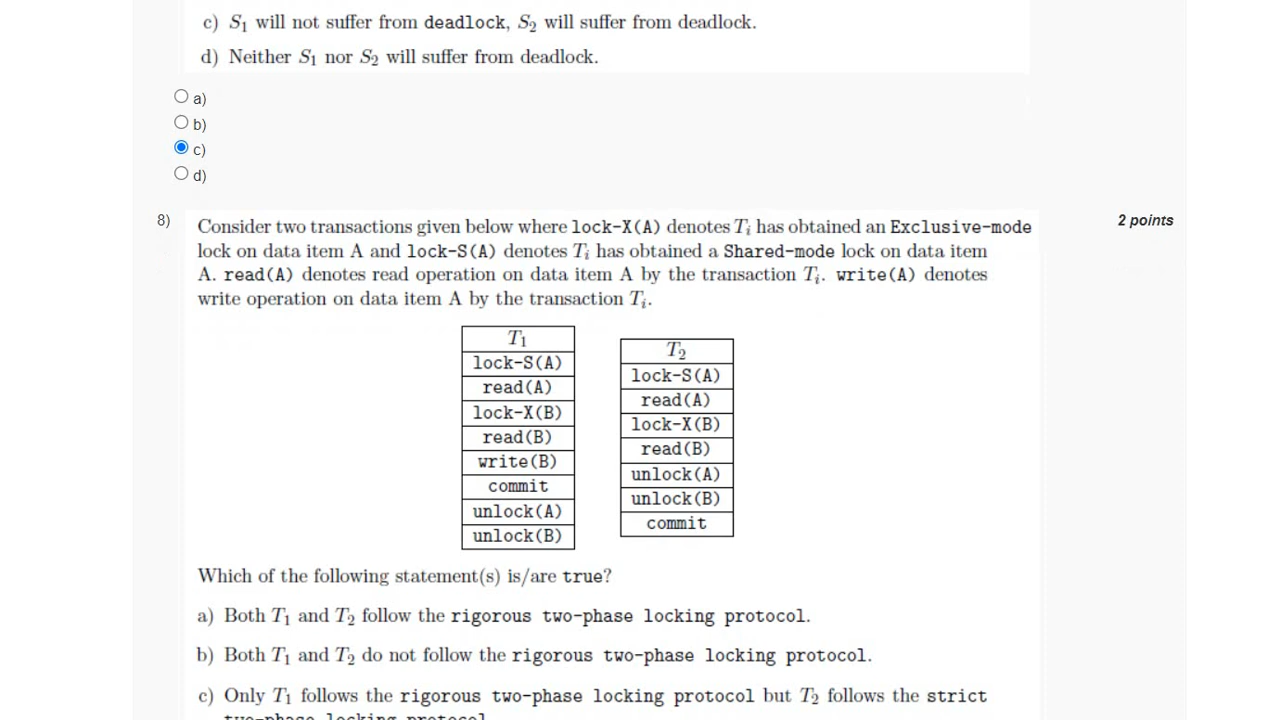 c) S₁ will not suffer from deadlock, S₂ will suffer from deadlock.
d) Neither S₁ nor S₂ will suffer from deadlock.
a)
b)
c)
d)
8)
Consider two transactions given below where lock-X(A) denotes Tᵢ has obtained an Exclusive-mode
2 points
lock on data item A and lock-S(A) denotes Tᵢ has obtained a Shared-mode lock on data item
A. read(A) denotes read operation on data item A by the transaction Tᵢ. write(A) denotes
write operation on data item A by the transaction Tᵢ.
T₁
lock-S(A)
read(A)
lock-X(B)
read(B)
write(B)
commit
unlock(A)
unlock(B)
T₂
lock-S(A)
read(A)
lock-X(B)
read(B)
unlock(A)
unlock(B)
commit
Which of the following statement(s) is/are true?
a) Both T₁ and T₂ follow the rigorous two-phase locking protocol.
b) Both T₁ and T₂ do not follow the rigorous two-phase locking protocol.
c) Only T₁ follows the rigorous two-phase locking protocol but T₂ follows the strict
two-phase locking protocol